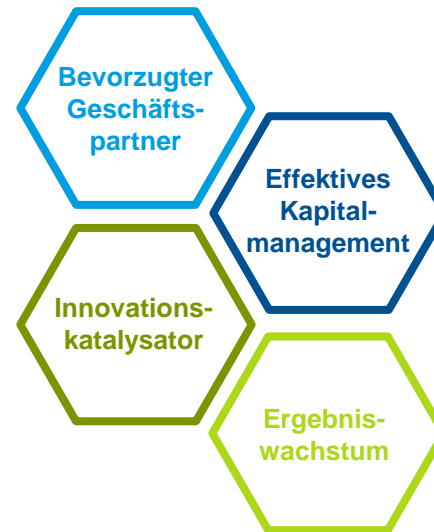 Bevorzugter
Geschäfts-
partner
Effektives
Kapital-
management
Innovations-
katalysator
Ergebnis-
wachstum